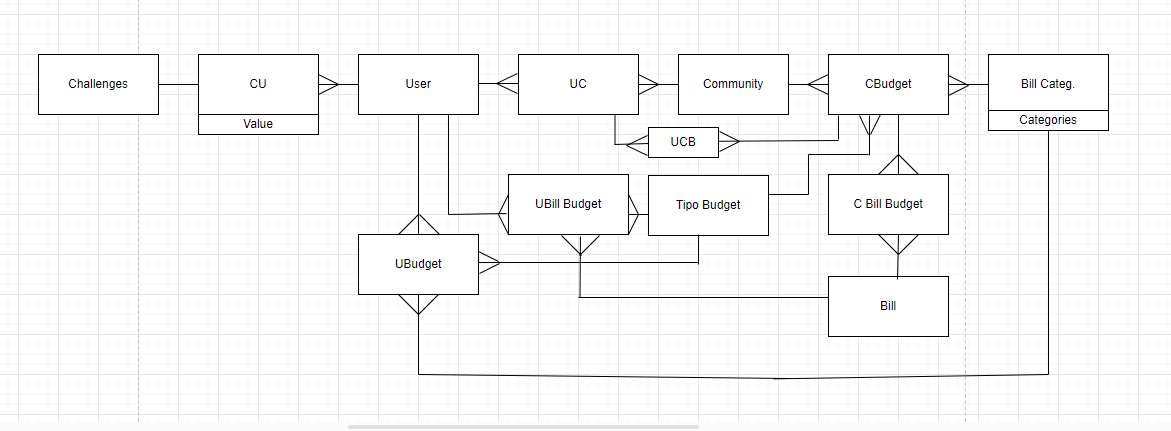 Challenges
CU
Value
User
UC
Community
CBudget
Bill Categ.
Categories
UCB
UBill Budget
Tipo Budget
C Bill Budget
UBudget
Bill